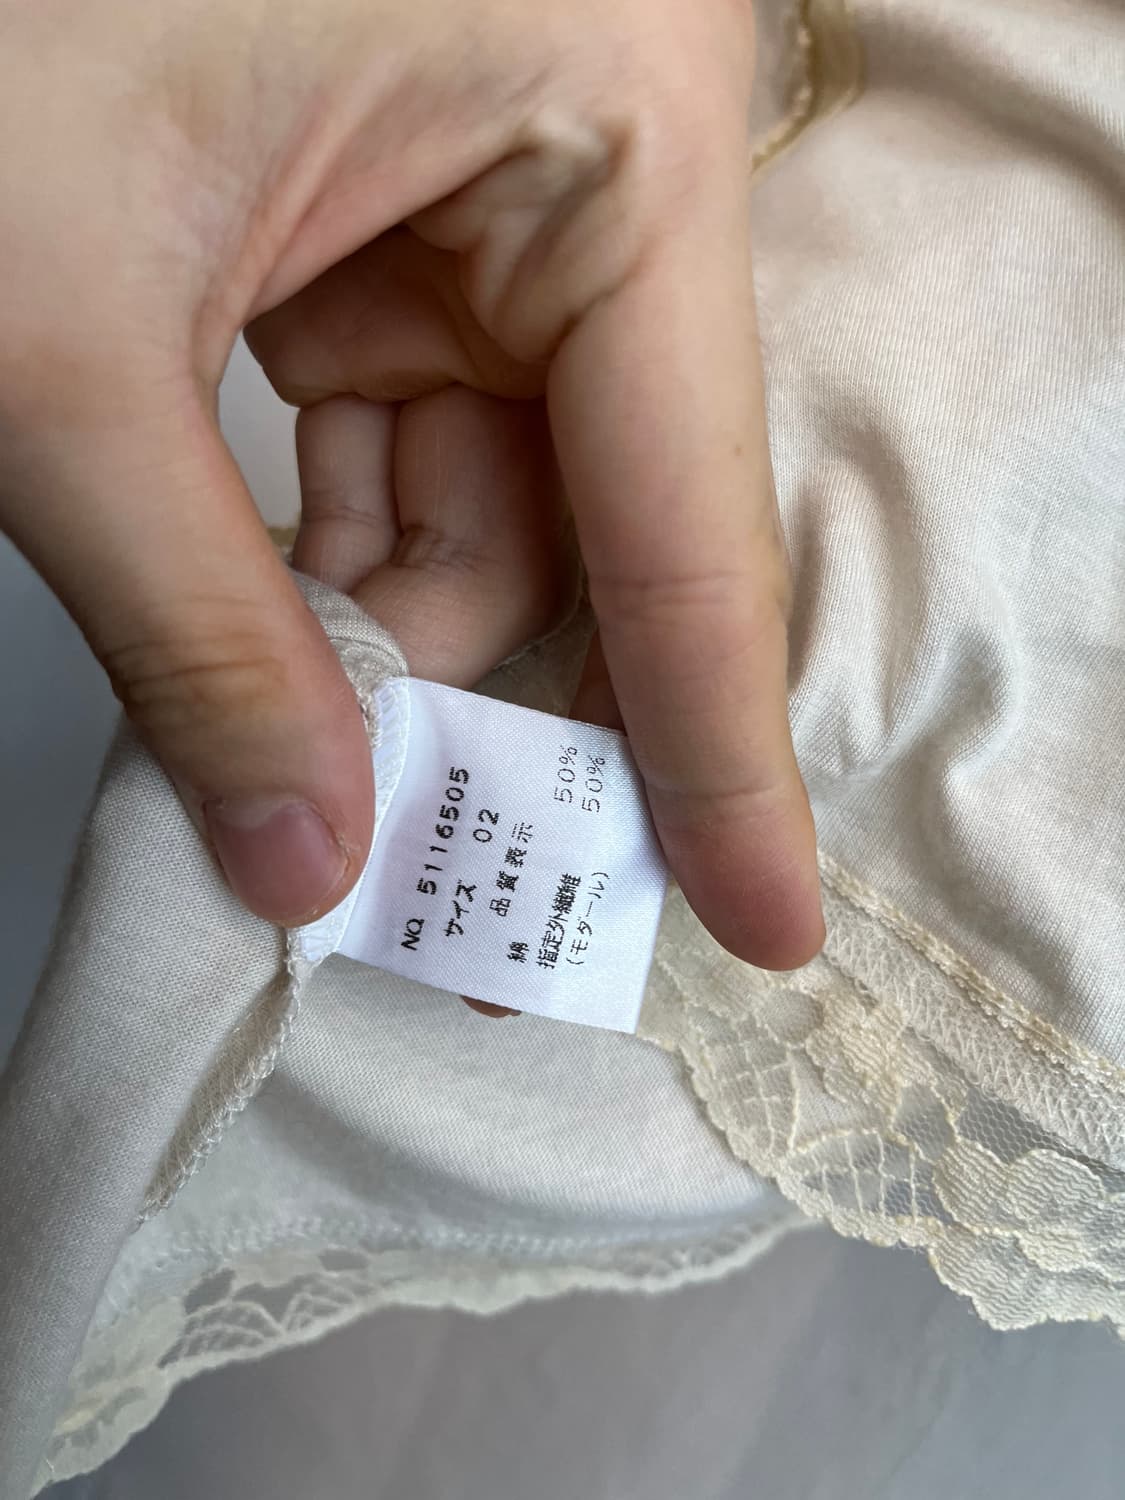 NO. 5116505
サイズ 02
品質表示
綿 50%
指定外繊維 50%
(モダール)